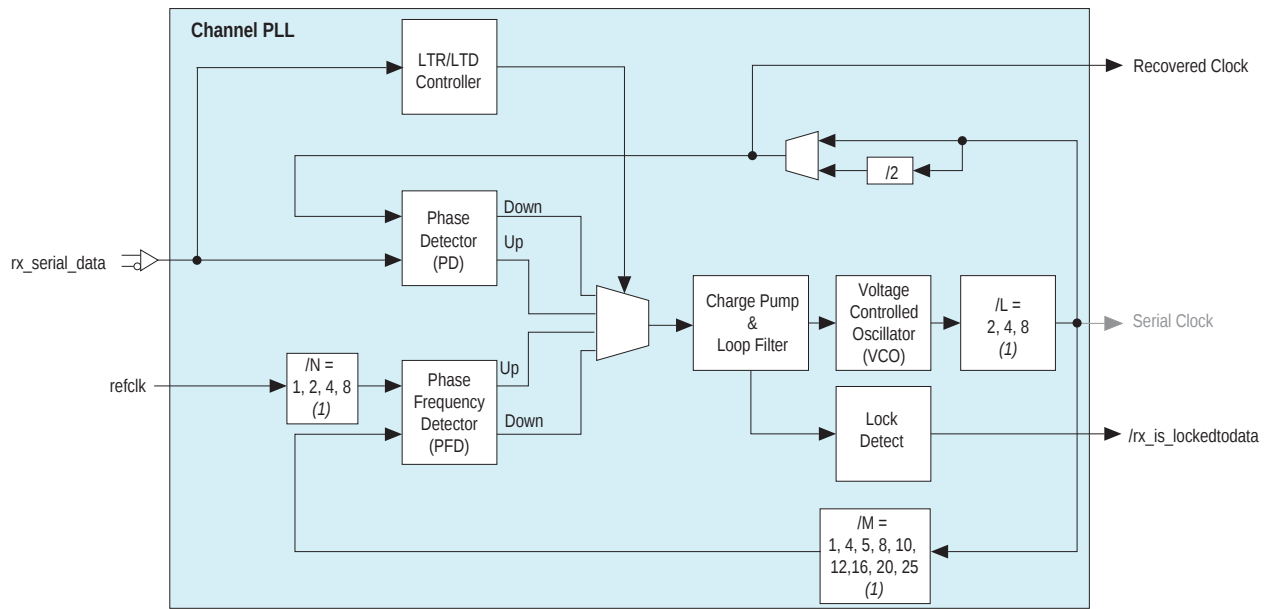 Channel PLL
LTR/LTD
Controller
Recovered Clock
/2
Phase
Detector
(PD)
Down
Up
rx_serial_data
Charge Pump
&
Loop Filter
Voltage
Controlled
Oscillator
(VCO)
/L =
2, 4, 8
(1)
Serial Clock
refclk
/N =
1, 2, 4, 8
(1)
Phase
Frequency
Detector
(PFD)
Up
Down
Lock
Detect
/rx_is_lockedtodata
/M =
1, 4, 5, 8, 10,
12,16, 20, 25
(1)